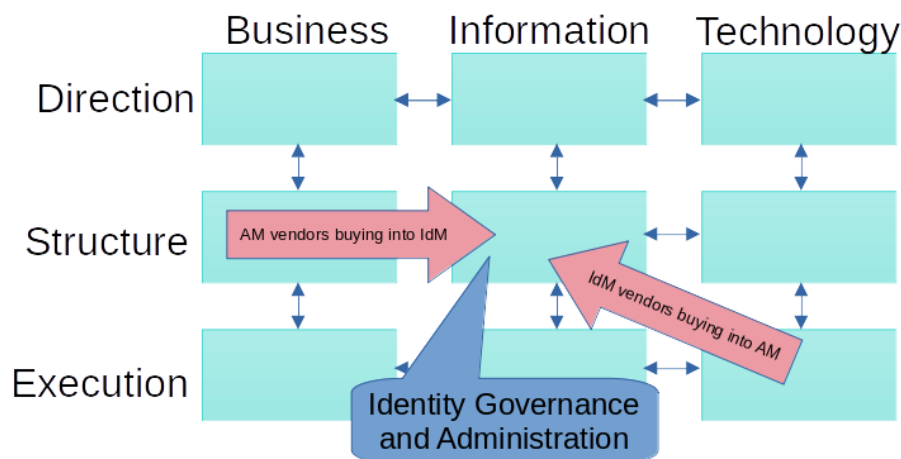 Business Information Technology
Direction
Structure
AM vendors buying into IdM
IdM vendors buying into AM
Execution
Identity Governance
and Administration